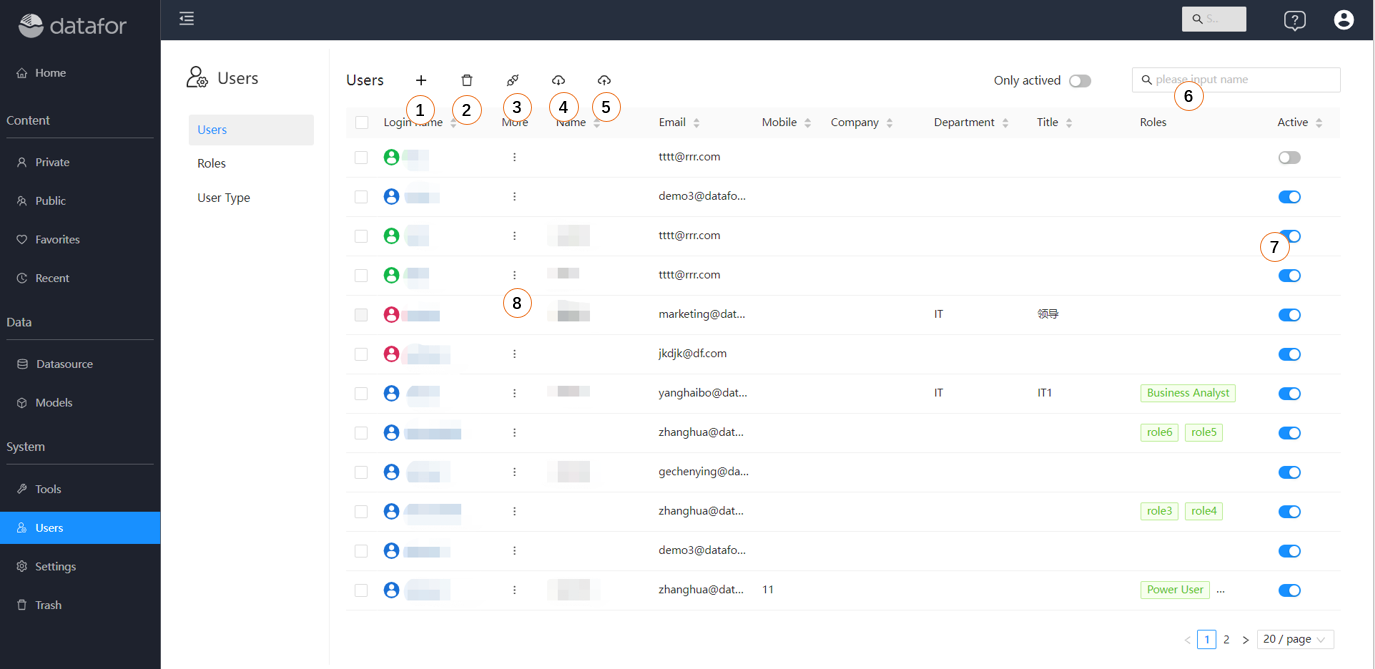 datafor
S..
?
Home
Content
Private
Public
Favorites
Recent
Data
Datasource
Models
System
Tools
Users
Settings
Trash
Users
Users
Roles
User Type
Users
Only actived
please input name
1
2
3
4
5
6
Login name More Name Email Mobile Company Department Title Roles Active
tttt@rrr.com
demo3@datafo...
tttt@rrr.com
7
tttt@rrr.com
8
marketing@dat... IT 领导
jkdjk@df.com
yanghaibo@dat... IT IT1 Business Analyst
zhanghua@dat... role6 role5
gechenying@da...
zhanghua@dat... role3 role4
demo3@datafo...
zhanghua@dat... 11 Power User ...
< 1 2 > 20 / page